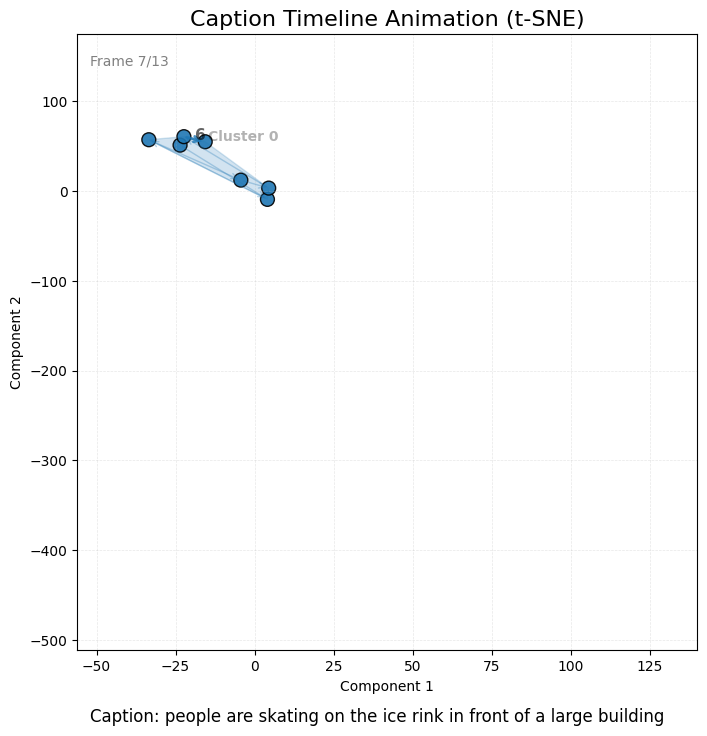 Caption Timeline Animation (t-SNE)
Frame 7/13
6
Cluster 0
100
0
−100
−200
−300
−400
−500
Component 2
−50
−25
0
25
50
75
100
125
Component 1
Caption: people are skating on the ice rink in front of a large building